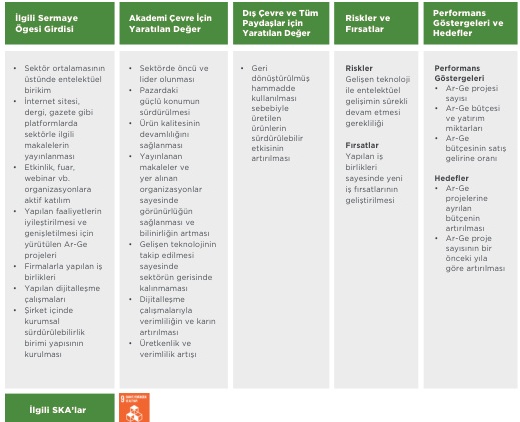 İlgili Sermaye
Ögesi Girdisi
Akademi Çevre İçin
Yaratılan Değer
Dış Çevre ve Tüm
Paydaşlar için
Yaratılan Değer
Riskler ve
Fırsatlar
Performans
Göstergeleri ve
Hedefler
• Sektör ortalamasının
üstünde entelektüel
birikim
• İnternet sitesi,
dergi, gazete gibi
platformlarda
sektörle ilgili
makalelerin
yayınlanması
• Etkinlik, fuar,
webinar vb.
organizasyonlara
aktif katılım
• Yapılan faaliyetlerin
iyileştirilmesi ve
genişletilmesi için
yürütülen Ar-Ge
projeleri
• Firmalarla yapılan iş
birlikleri
• Yapılan dijitalleşme
çalışmaları
• Şirket içinde
kurumsal
sürdürülebilirlik
birimi yapısının
kurulması
• Sektörde öncü ve
lider olunması
• Pazardaki
güçlü konumun
sürdürülmesi
• Ürün kalitesinin
devamlılığını
sağlanması
• Yayınlanan
makaleler ve
yer alınan
organizasyonlar
sayesinde
görünürlüğün
sağlanması ve
bilinirliğin artması
• Gelişen teknolojinin
takip edilmesi
sayesinde
sektörün gerisinde
kalınmaması
• Dijitalleşme
çalışmalarıyla
verimliliğin ve karın
artırılması
• Üretkenlik ve
verimlilik artışı
• Geri
dönüştürülmüş
hammadde
kullanılması
sebebiyle
üretilen
ürünlerin
sürdürülebilir
etkisinin
artırılması
Riskler
Gelişen teknoloji
ile entelektüel
gelişimin sürekli
devam etmesi
gerekliliği
Fırsatlar
Yapılan iş
birlikleri
sayesinde yeni
iş fırsatlarının
geliştirilmesi
Performans
Göstergeleri
• Ar-Ge projesi
sayısı
• Ar-Ge bütçesi
ve yatırım
miktarları
• Ar-Ge
bütçesinin satış
gelirine oranı
Hedefler
• Ar-Ge
projelerine
ayrılan
bütçenin
artırılması
• Ar-Ge proje
sayısının bir
önceki yıla
göre artırılması
İlgili SKA'lar
9